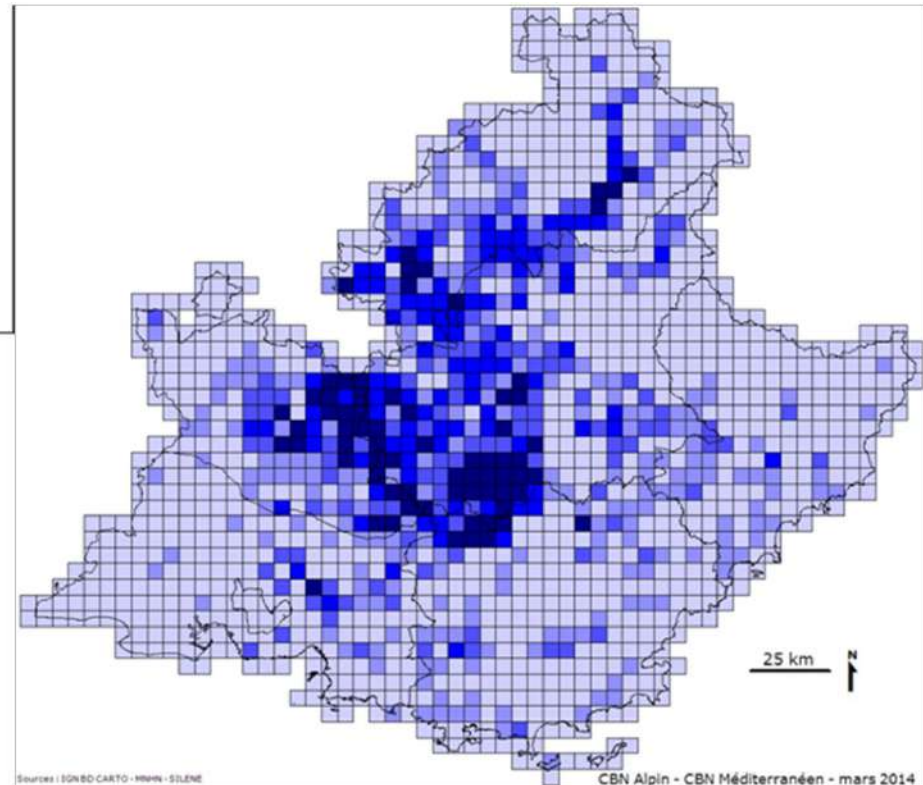 25 km
N
Sources : IGN BD CARTO - MNHN - SILENE
CBN Alpin - CBN Méditerranéen - mars 2014